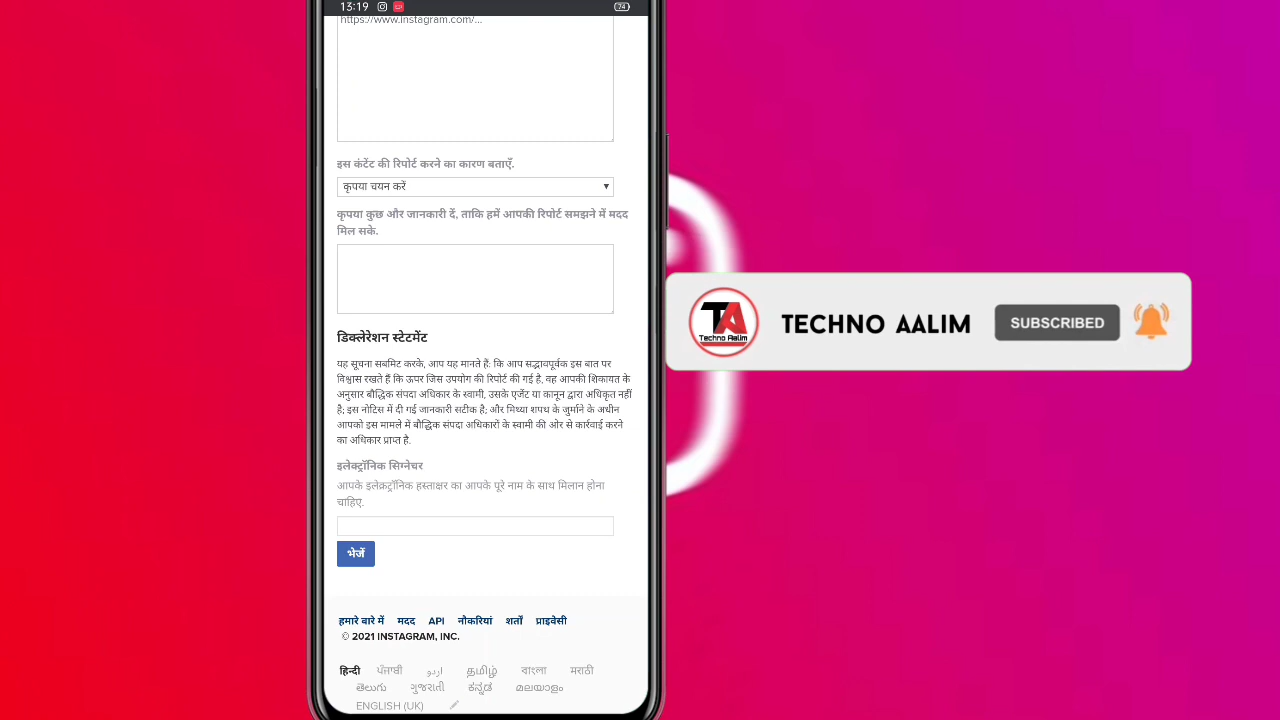 13:19
74
https://www.instagram.com/...
इस कंटेंट की रिपोर्ट करने का कारण बताएँ.
कृपया चयन करें
कृपया कुछ और जानकारी दें, ताकि हमें आपकी रिपोर्ट समझने में मदद
मिल सके.
डिक्लेरेशन स्टेटमेंट
यह सूचना सबमिट करके, आप यह मानते हैं: कि आप सद्भावपूर्वक इस बात पर
विश्वास रखते हैं कि ऊपर जिस उपयोग की रिपोर्ट की गई है, वह आपकी शिकायत के
अनुसार बौद्धिक संपदा अधिकार के स्वामी, उसके एजेंट या कानून द्वारा अधिकृत नहीं
है; इस नोटिस में दी गई जानकारी सटीक है; और मिथ्या शपथ के जुर्माने के अधीन
आपको इस मामले में बौद्धिक संपदा अधिकारों के स्वामी की ओर से कार्रवाई करने
का अधिकार प्राप्त है.
इलेक्ट्रॉनिक सिग्नेचर
आपके इलेक्ट्रॉनिक हस्ताक्षर का आपके पूरे नाम के साथ मिलान होना
चाहिए.
भेजें
हमारे बारे में मदद API नौकरियां शर्तों प्राइवेसी
© 2021 INSTAGRAM, INC.
हिन्दी ਪੰਜਾਬੀ اردو தமிழ் বাংলা मराठी
తెలుగు ગુજરાતી ಕನ್ನಡ മലയാളം
ENGLISH (UK)
TA
Techno Aalim
TECHNO AALIM
SUBSCRIBED